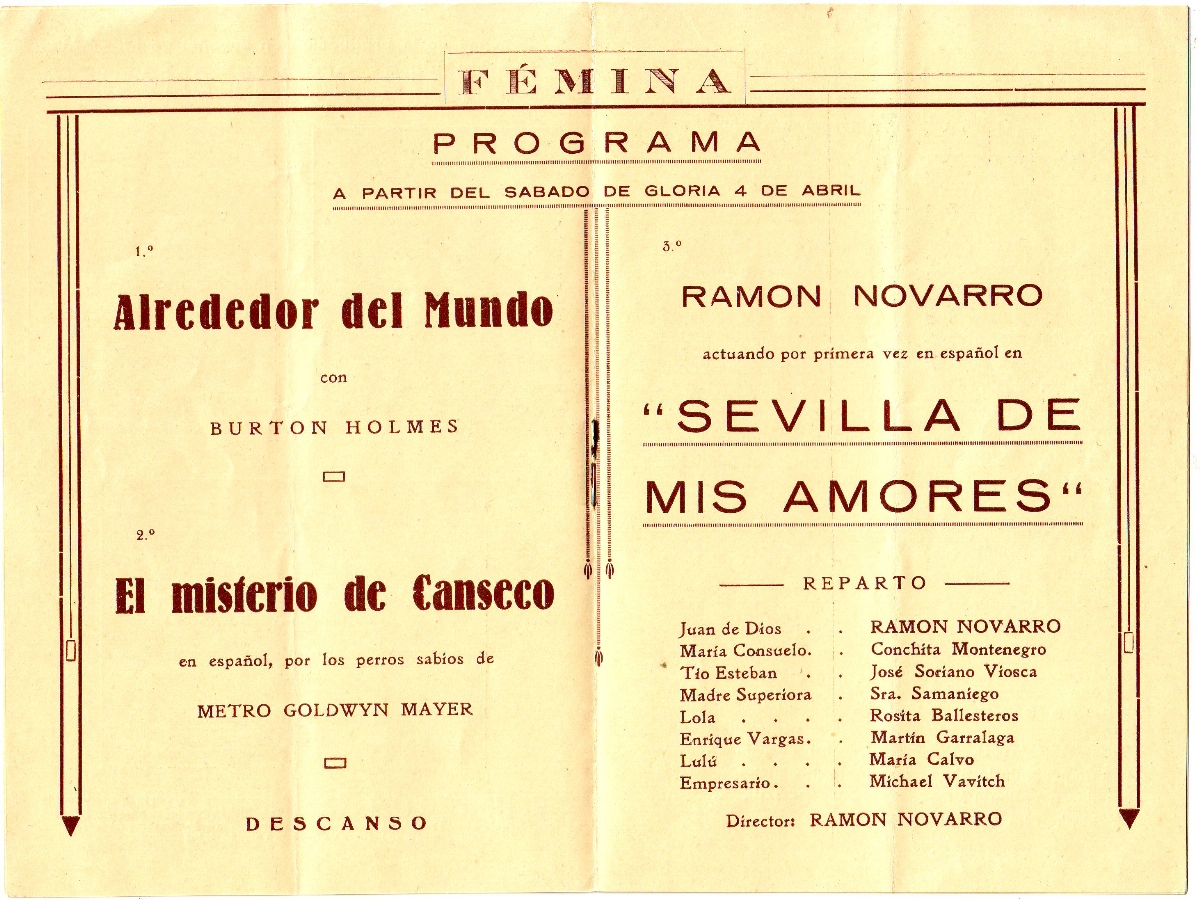 FÉMINA
PROGRAMA
A PARTIR DEL SABADO DE GLORIA 4 DE ABRIL
1.º
Alrededor del Mundo
con
BURTON HOLMES
2.º
El misterio de Canseco
en español, por los perros sabios de
METRO GOLDWYN MAYER
DESCANSO
3.º
RAMON NOVARRO
actuando por primera vez en español en
“SEVILLA DE
MIS AMORES“
REPARTO
Juan de Dios . . RAMON NOVARRO
María Consuelo. . Conchita Montenegro
Tío Esteban . . José Soriano Viosca
Madre Superiora . Sra. Samaniego
Lola . . . . Rosita Ballesteros
Enrique Vargas. . Martín Garralaga
Lulú . . . . María Calvo
Empresario. . . Michael Vavitch
Director: RAMON NOVARRO